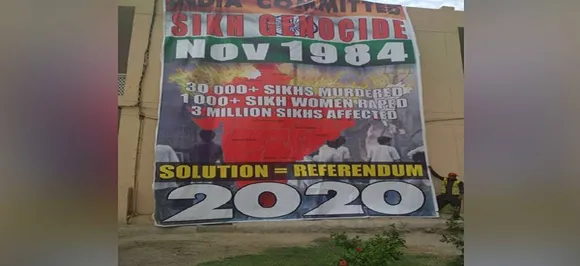 INDIA COMMITTED
SIKH GENOCIDE
NOV 1984
30 000+ SIKHS MURDERED
1 000+ SIKH WOMEN RAPED
3 MILLION SIKHS AFFECTED
SOLUTION = REFERENDUM
2020